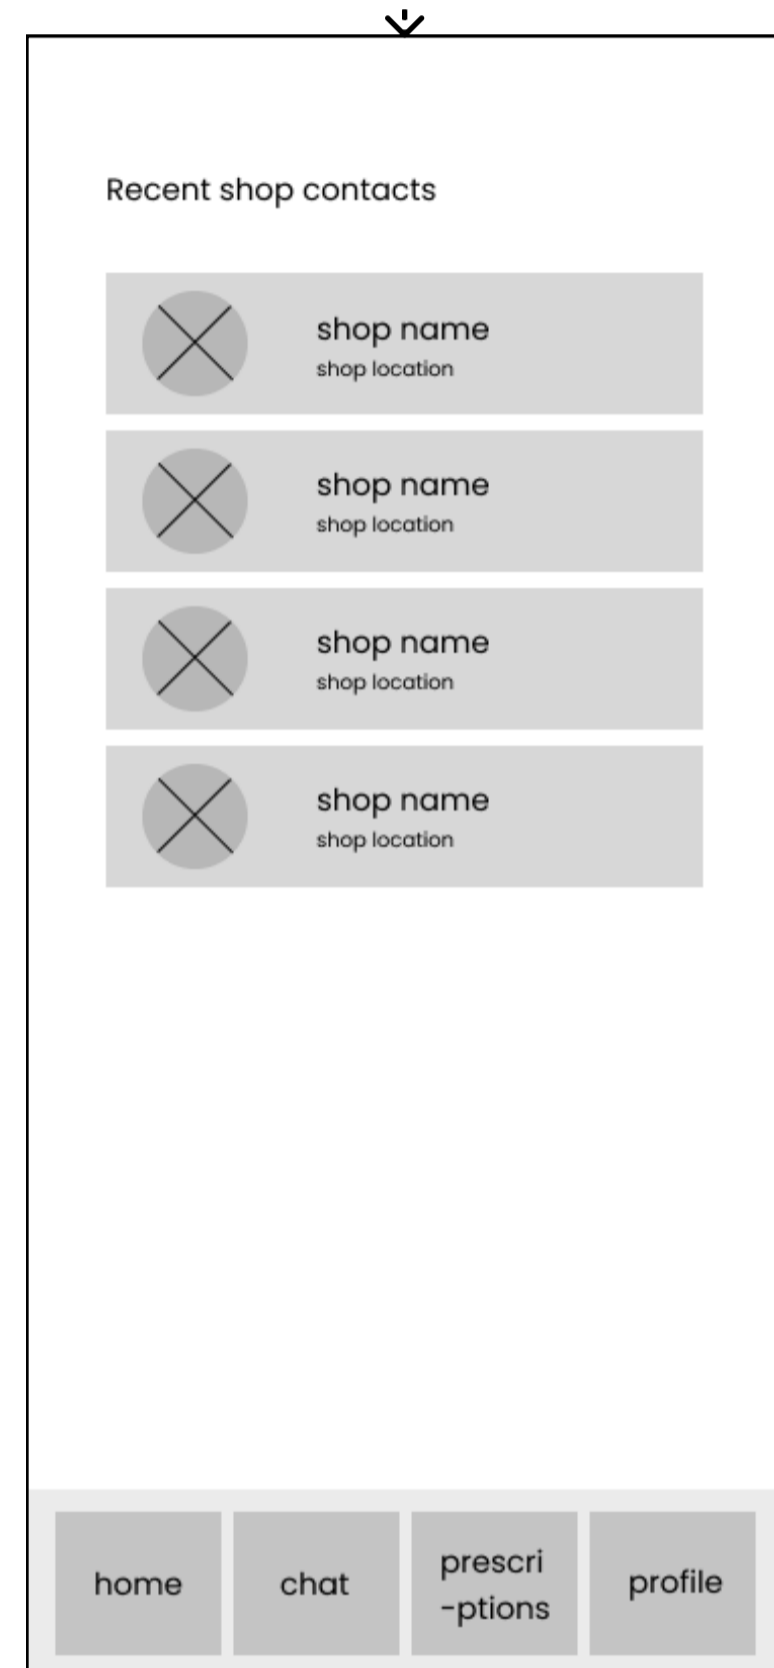 Recent shop contacts
shop name
shop location
shop name
shop location
shop name
shop location
shop name
shop location
home
chat
prescri
-ptions
profile